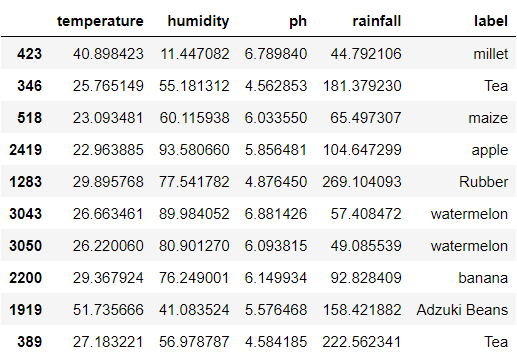 temperature humidity ph rainfall label
423 40.898423 11.447082 6.789840 44.792106 millet
346 25.765149 55.181312 4.562853 181.379230 Tea
518 23.093481 60.115938 6.033550 65.497307 maize
2419 22.963885 93.580660 5.856481 104.647299 apple
1283 29.895768 77.541782 4.876450 269.104093 Rubber
3043 26.663461 89.984052 6.881426 57.408472 watermelon
3050 26.220060 80.901270 6.093815 49.085539 watermelon
2200 29.367924 76.249001 6.149934 92.828409 banana
1919 51.735666 41.083524 5.576468 158.421882 Adzuki Beans
389 27.183221 56.978787 4.584185 222.562341 Tea